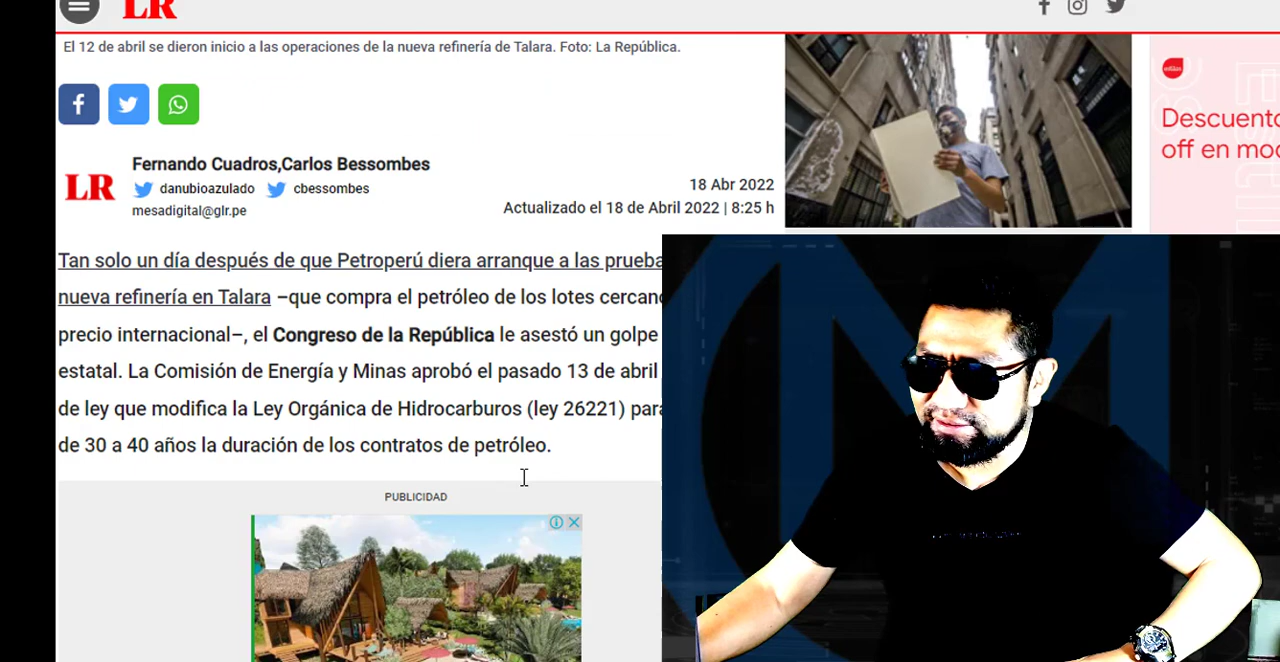 LR
El 12 de abril se dieron inicio a las operaciones de la nueva refinería de Talara. Foto: La República.
LR
Fernando Cuadros,Carlos Bessombes
danubioazulado cbessombes
mesadigital@glr.pe
18 Abr 2022
Actualizado el 18 de Abril 2022 | 8:25 h
Tan solo un día después de que Petroperú diera arranque a las prueba
nueva refinería en Talara –que compra el petróleo de los lotes cercano
precio internacional–, el Congreso de la República le asestó un golpe
estatal. La Comisión de Energía y Minas aprobó el pasado 13 de abril
de ley que modifica la Ley Orgánica de Hidrocarburos (ley 26221) para
de 30 a 40 años la duración de los contratos de petróleo.
PUBLICIDAD
Descuento
off en mod